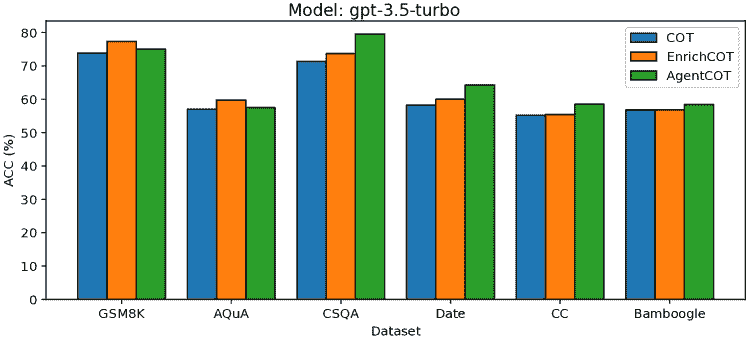 Model: gpt-3.5-turbo
COT
EnrichCOT
AgentCOT
ACC (%)
80
70
60
50
40
30
20
10
0
GSM8K AQuA CSQA Date CC Bamboogle
Dataset